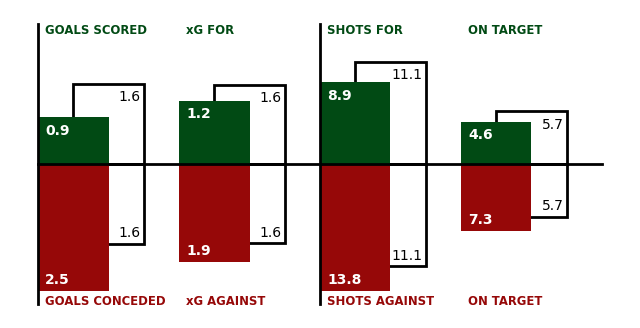 GOALS SCORED xG FOR SHOTS FOR ON TARGET
1.6 1.6 11.1 5.7
0.9 1.2 8.9 4.6
1.6 1.6 11.1 5.7
2.5 1.9 13.8 7.3
GOALS CONCEDED xG AGAINST SHOTS AGAINST ON TARGET